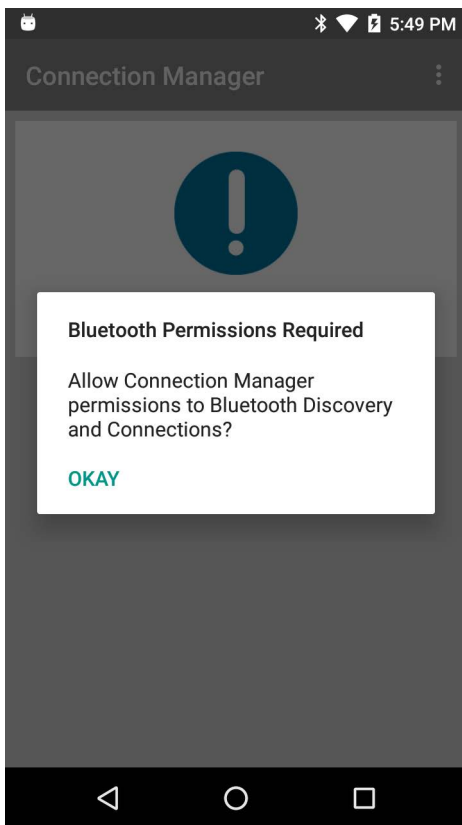 5:49 PM
Connection Manager
Bluetooth Permissions Required
Allow Connection Manager
permissions to Bluetooth Discovery
and Connections?
OKAY